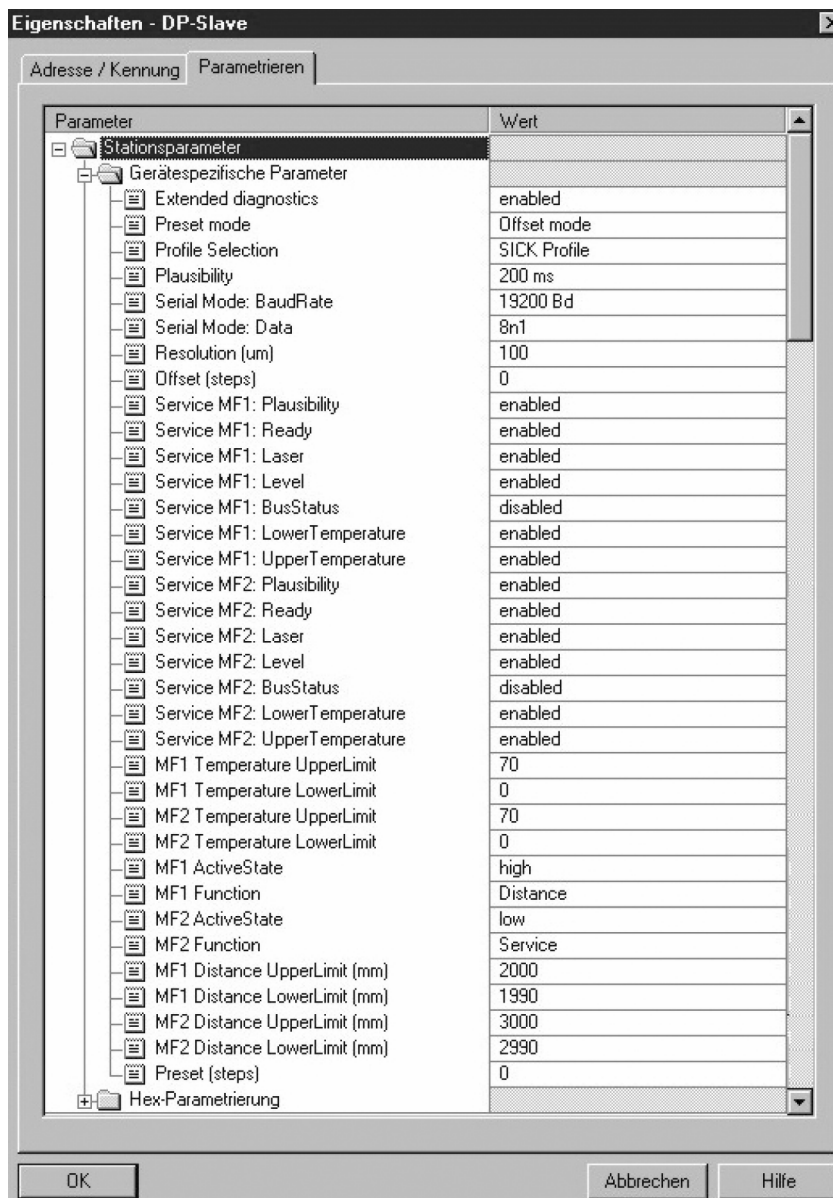 Eigenschaften - DP-Slave
Adresse / Kennung Parametrieren
Parameter Wert
Stationsparameter
Gerätespezifische Parameter
Extended diagnostics enabled
Preset mode Offset mode
Profile Selection SICK Profile
Plausibility 200 ms
Serial Mode: BaudRate 19200 Bd
Serial Mode: Data 8n1
Resolution (um) 100
Offset (steps) 0
Service MF1: Plausibility enabled
Service MF1: Ready enabled
Service MF1: Laser enabled
Service MF1: Level enabled
Service MF1: BusStatus disabled
Service MF1: LowerTemperature enabled
Service MF1: UpperTemperature enabled
Service MF2: Plausibility enabled
Service MF2: Ready enabled
Service MF2: Laser enabled
Service MF2: Level enabled
Service MF2: BusStatus disabled
Service MF2: LowerTemperature enabled
Service MF2: UpperTemperature enabled
MF1 Temperature UpperLimit 70
MF1 Temperature LowerLimit 0
MF2 Temperature UpperLimit 70
MF2 Temperature LowerLimit 0
MF1 ActiveState high
MF1 Function Distance
MF2 ActiveState low
MF2 Function Service
MF1 Distance UpperLimit (mm) 2000
MF1 Distance LowerLimit (mm) 1990
MF2 Distance UpperLimit (mm) 3000
MF2 Distance LowerLimit (mm) 2990
Preset (steps) 0
Hex-Parametrierung
OK Abbrechen Hilfe